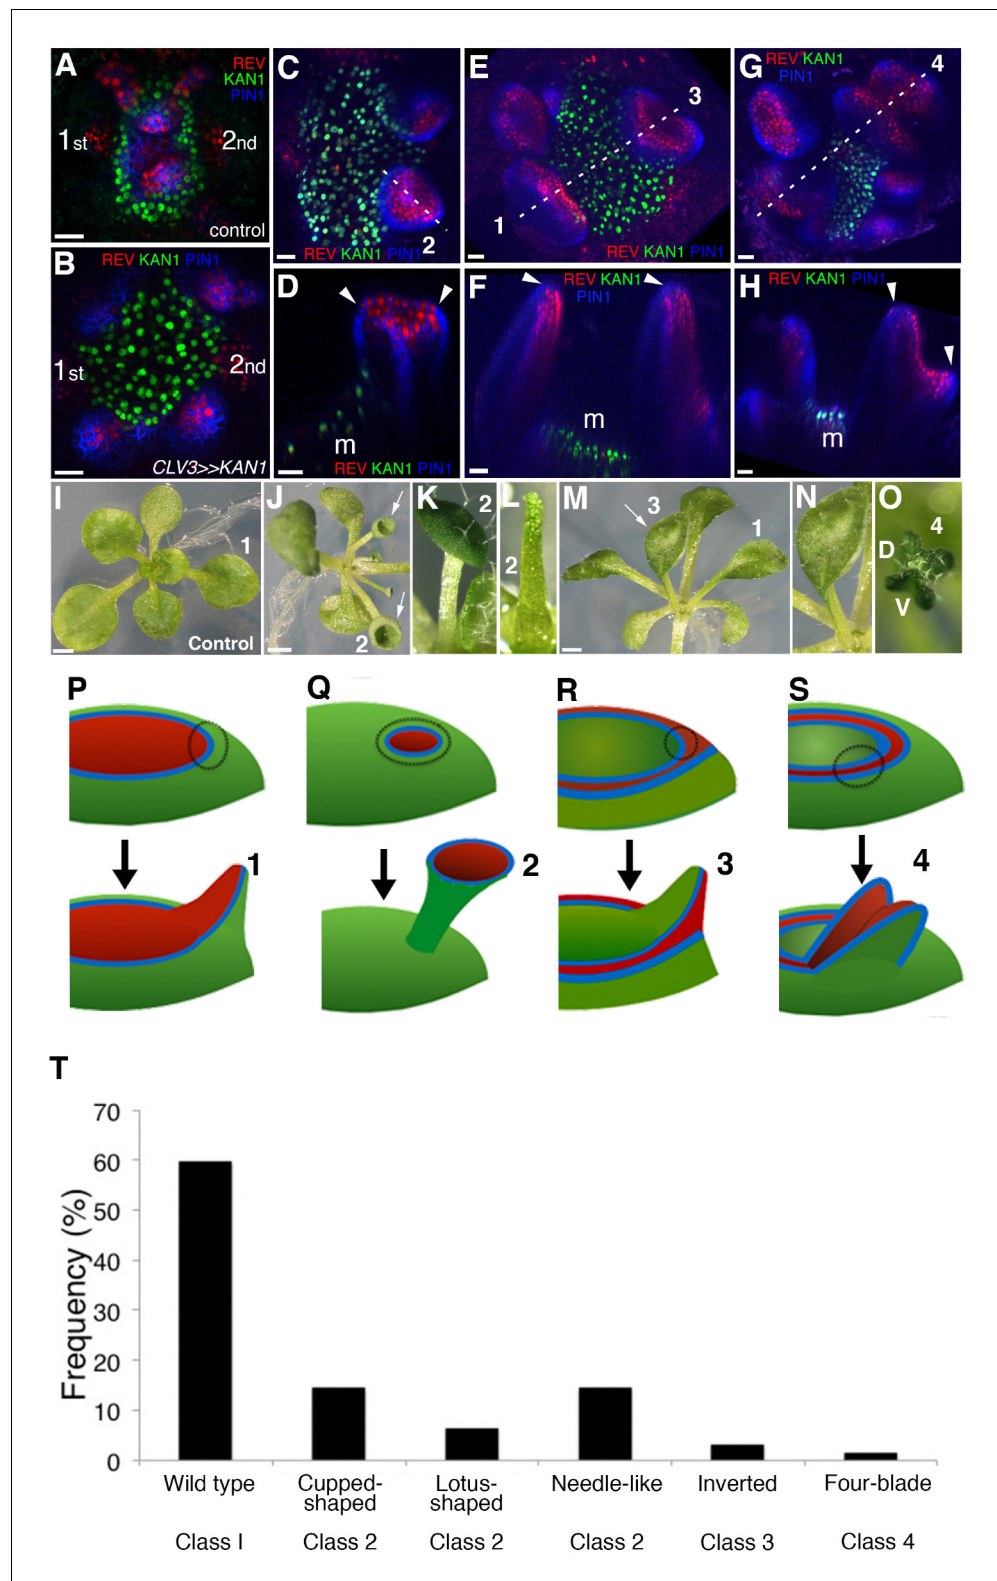 A
REV
KAN1
PIN1
1st
2nd
control
B
REV KAN1 PIN1
1st
2nd
CLV3>>KAN1
C
2
REV KAN1 PIN1
D
m
REV KAN1 PIN1
E
3
1
REV KAN1 PIN1
F
REV KAN1
PIN1
m
G
REV KAN1
PIN1
4
H
REV KAN1 PIN1
m
I
1
Control
J
2
K
2
L
2
M
3
1
N
O
4
D
V
P
1
Q
2
R
3
S
4
T
Frequency (%)
70
60
50
40
30
20
10
0
Wild type
Cupped-
shaped
Lotus-
shaped
Needle-like
Inverted
Four-blade
Class I
Class 2
Class 2
Class 2
Class 3
Class 4